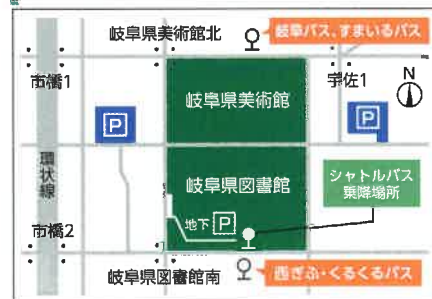 岐阜県美術館北
岐阜バス、すまいるバス
市橋1
宇佐1
N
岐阜県美術館
P
P
環状線
岐阜県図書館
シャトルバス
乗降場所
地下 P
市橋2
岐阜県図書館南
西ぎふ・くるくるバス